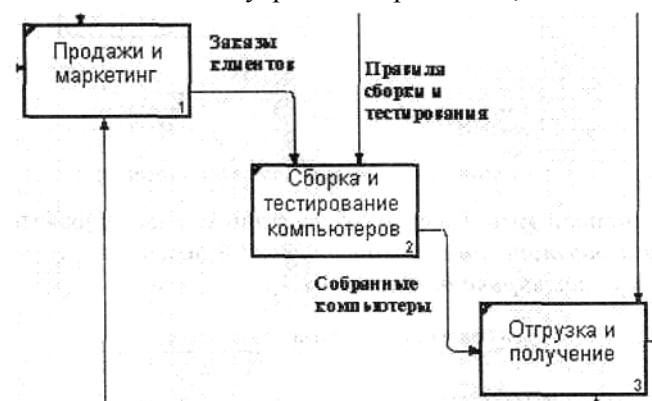 Продажи и
маркетинг
1
Заказы
клиентов
Правила
сборки и
тестирования
Сборка и
тестирование
компьютеров
2
Собранные
компьютеры
Отгрузка и
получение
3